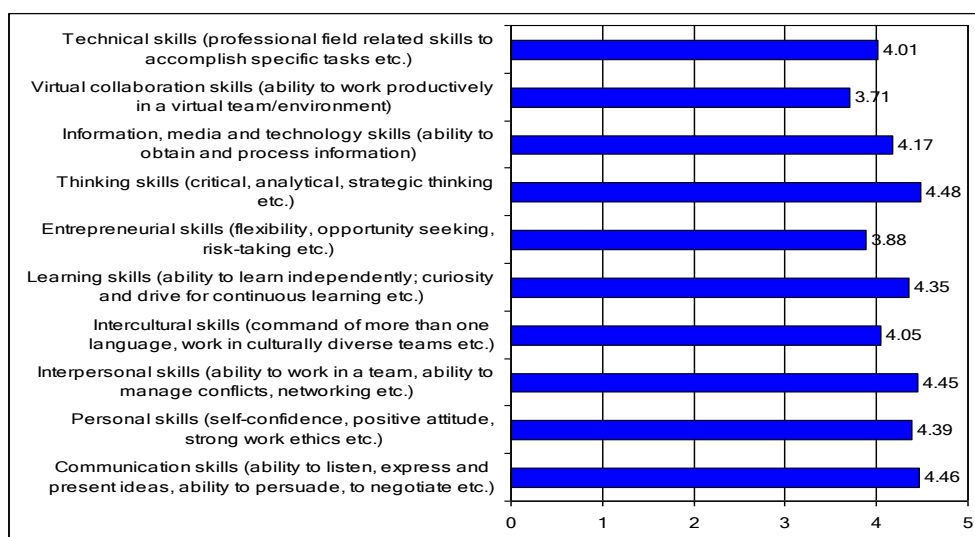 Technical skills (professional field related skills to
accomplish specific tasks etc.)
4.01
Virtual collaboration skills (ability to work productively
in a virtual team/environment)
3.71
Information, media and technology skills (ability to
obtain and process information)
4.17
Thinking skills (critical, analytical, strategic thinking
etc.)
4.48
Entrepreneurial skills (flexibility, opportunity seeking,
risk-taking etc.)
3.88
Learning skills (ability to learn independently; curiosity
and drive for continuous learning etc.)
4.35
Intercultural skills (command of more than one
language, work in culturally diverse teams etc.)
4.05
Interpersonal skills (ability to work in a team, ability to
manage conflicts, networking etc.)
4.45
Personal skills (self-confidence, positive attitude,
strong work ethics etc.)
4.39
Communication skills (ability to listen, express and
present ideas, ability to persuade, to negotiate etc.)
4.46
0 1 2 3 4 5